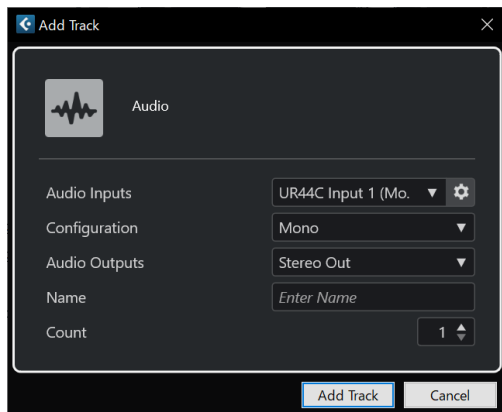 Add Track
Audio
Audio Inputs UR44C Input 1 (Mo.
Configuration Mono
Audio Outputs Stereo Out
Name Enter Name
Count 1
Add Track Cancel